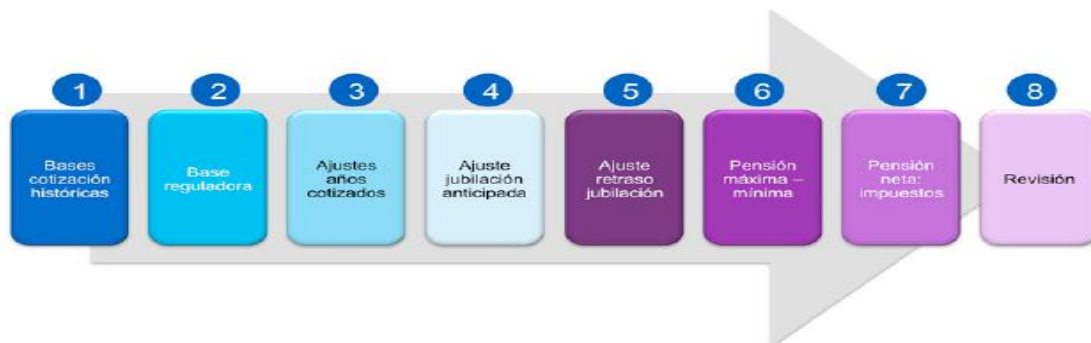 1
2
3
4
5
6
7
8
Bases
cotización
históricas
Base
reguladora
Ajustes
años
cotizados
Ajuste
jubilación
anticipada
Ajuste
retraso
jubilación
Pensión
máxima –
mínima
Pensión
neta:
impuestos
Revisión